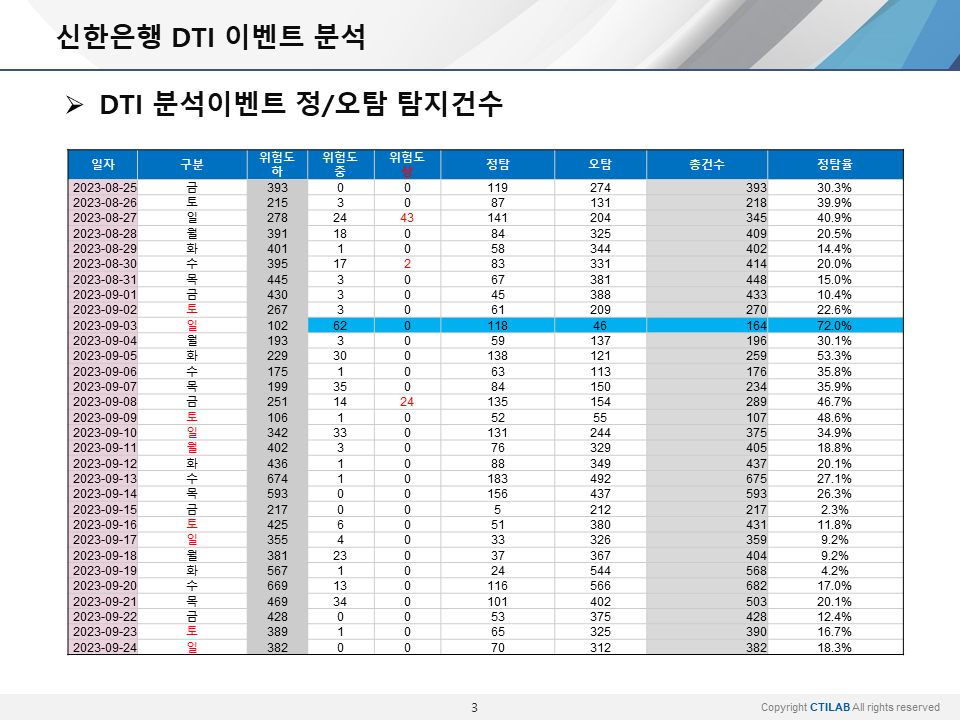 신한은행 DTI 이벤트 분석
➢ DTI 분석이벤트 정/오탐 탐지건수
일자 구분 위험도 하 위험도 중 위험도 상 정탐 오탐 총건수 정탐율
2023-08-25 금 393 0 0 119 274 393 30.3%
2023-08-26 토 215 3 0 87 131 218 39.9%
2023-08-27 일 278 24 43 141 204 345 40.9%
2023-08-28 월 391 18 0 84 325 409 20.5%
2023-08-29 화 401 1 0 58 344 402 14.4%
2023-08-30 수 395 17 2 83 331 414 20.0%
2023-08-31 목 445 3 0 67 381 448 15.0%
2023-09-01 금 430 3 0 45 388 433 10.4%
2023-09-02 토 267 3 0 61 209 270 22.6%
2023-09-03 일 102 62 0 118 46 164 72.0%
2023-09-04 월 193 3 0 59 137 196 30.1%
2023-09-05 화 229 30 0 138 121 259 53.3%
2023-09-06 수 175 1 0 63 113 176 35.8%
2023-09-07 목 199 35 0 84 150 234 35.9%
2023-09-08 금 251 14 24 135 154 289 46.7%
2023-09-09 토 106 1 0 52 55 107 48.6%
2023-09-10 일 342 33 0 131 244 375 34.9%
2023-09-11 월 402 3 0 76 329 405 18.8%
2023-09-12 화 436 1 0 88 349 437 20.1%
2023-09-13 수 674 1 0 183 492 675 27.1%
2023-09-14 목 593 0 0 156 437 593 26.3%
2023-09-15 금 217 0 0 5 212 217 2.3%
2023-09-16 토 425 6 0 51 380 431 11.8%
2023-09-17 일 355 4 0 33 326 359 9.2%
2023-09-18 월 381 23 0 37 367 404 9.2%
2023-09-19 화 567 1 0 24 544 568 4.2%
2023-09-20 수 669 13 0 116 566 682 17.0%
2023-09-21 목 469 34 0 101 402 503 20.1%
2023-09-22 금 428 0 0 53 375 428 12.4%
2023-09-23 토 389 1 0 65 325 390 16.7%
2023-09-24 일 382 0 0 70 312 382 18.3%
3
Copyright CTILAB All rights reserved